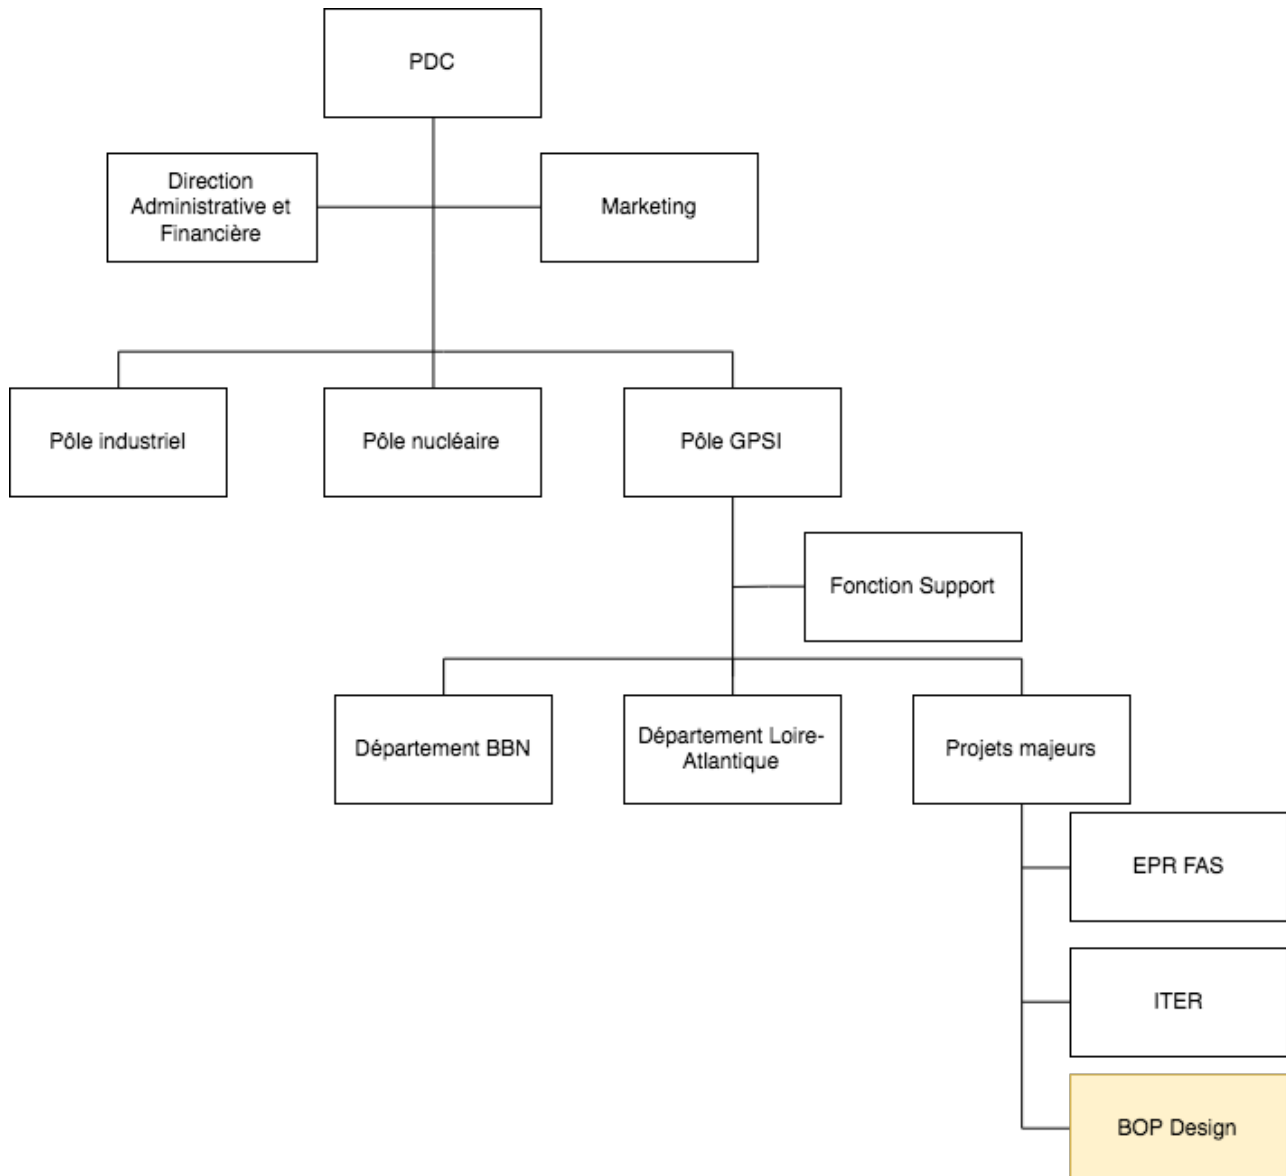 PDC
Direction
Administrative et
Financière
Marketing
Pôle industriel
Pôle nucléaire
Pôle GPSI
Fonction Support
Département BBN
Département Loire-
Atlantique
Projets majeurs
EPR FAS
ITER
BOP Design